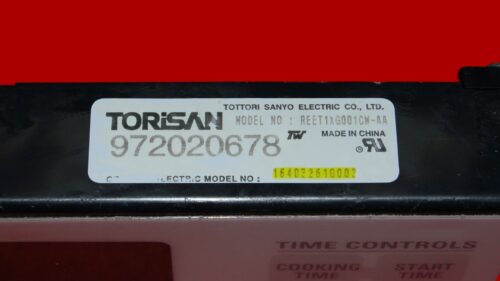 TOTTORI SANYO ELECTRIC CO., LTD.
TORiSAN MODEL NO : REET1XG001CW-AA
972020678 MADE IN CHINA
ELECTRIC MODEL NO : 164D3261G002
TIME CONTROLS
COOKING START
TIME TIME